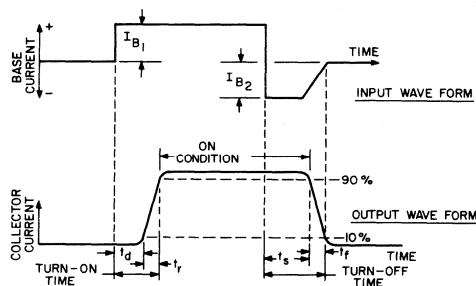 +
BASE
CURRENT
−
I B1
I B2
TIME
INPUT WAVE FORM
ON
CONDITION
90%
10%
COLLECTOR
CURRENT
OUTPUT WAVE FORM
TIME
td
tr
ts
tf
TURN-ON
TIME
TURN-OFF
TIME